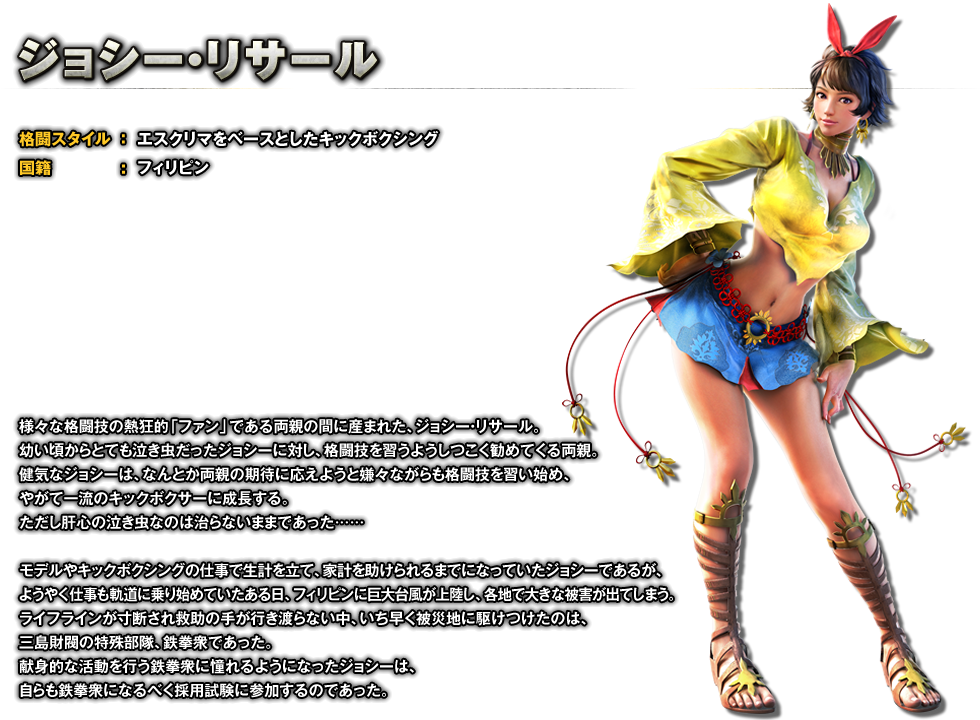 ジョシー・リサール
格闘スタイル ： エスクリマをベースとしたキックボクシング
国籍 ： フィリピン
様々な格闘技の熱狂的「ファン」である両親の間に産まれた、ジョシー・リサール。
幼い頃からとても泣き虫だったジョシーに対し、格闘技を習うようしつこく勧めてくる両親。
健気なジョシーは、なんとか両親の期待に応えようと嫌々ながらも格闘技を習い始め、
やがて一流のキックボクサーに成長する。
ただし肝心の泣き虫なのは治らないままであった……
モデルやキックボクシングの仕事で生計を立て、家計を助けられるまでになっていたジョシーであるが、
ようやく仕事も軌道に乗り始めていたある日、フィリピンに巨大台風が上陸し、各地で大きな被害が出てしまう。
ライフラインが寸断され救助の手が行き渡らない中、いち早く被災地に駆けつけたのは、
三島財閥の特殊部隊、鉄拳衆であった。
献身的な活動を行う鉄拳衆に憧れるようになったジョシーは、
自らも鉄拳衆になるべく採用試験に参加するのであった。